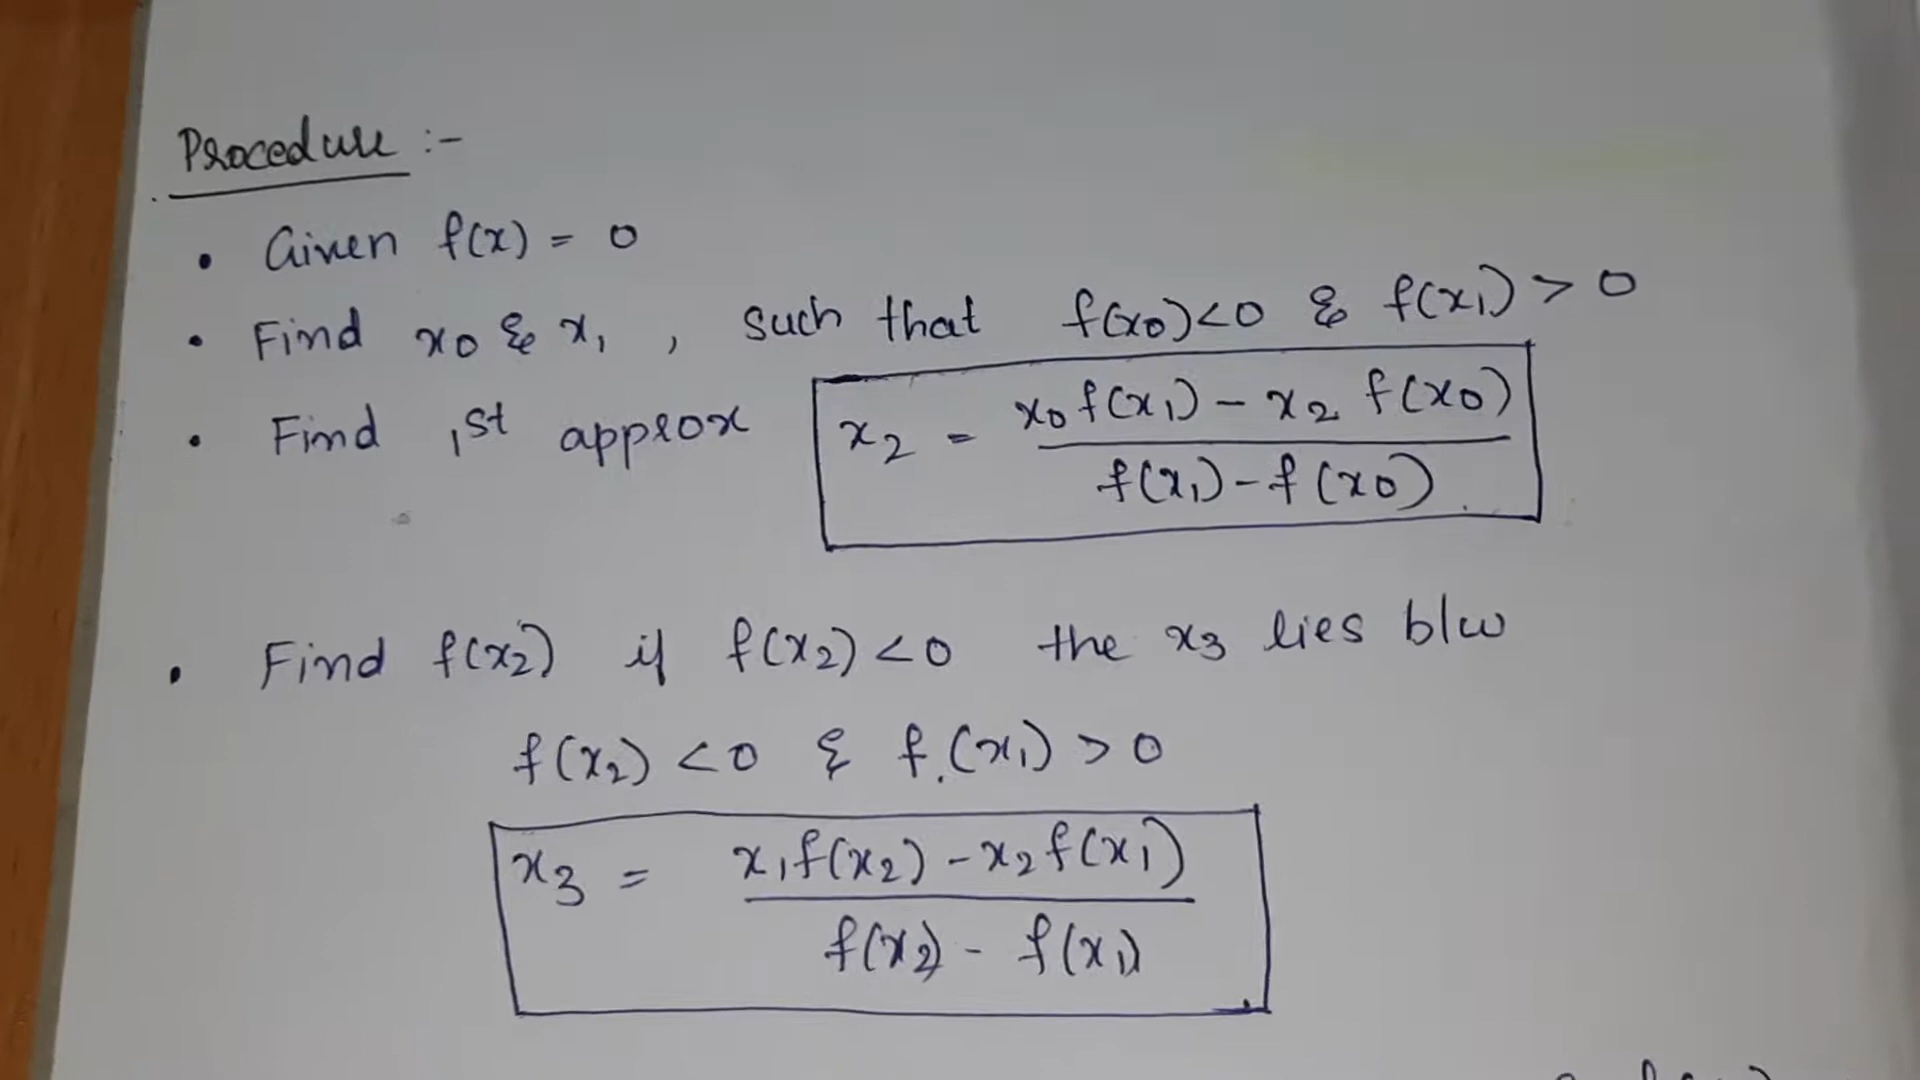 Procedure :-
• Given f(x) = 0
• Find x0 & x1 , such that f(x0)<0 & f(x1) > 0
• Find 1st approx x2 = x0 f(x1) - x2 f(x0)
f(x1) - f(x0)
• Find f(x2) if f(x2) <0 the x3 lies b/w
f(x2) <0 & f.(x1) > 0
x3 = x1 f(x2) - x2 f(x1)
f(x2) - f(x1)